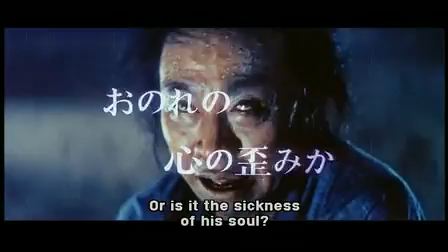 おのれの
心の歪みか
Or is it the sickness
of his soul?